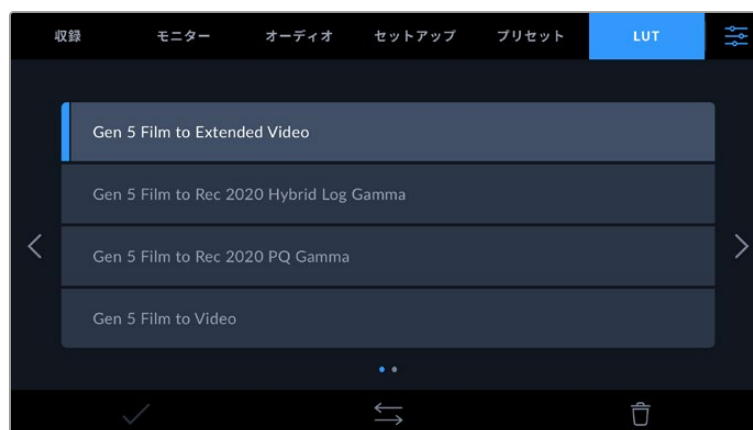 収録 モニター オーディオ セットアップ プリセット LUT
Gen 5 Film to Extended Video
Gen 5 Film to Rec 2020 Hybrid Log Gamma
Gen 5 Film to Rec 2020 PQ Gamma
Gen 5 Film to Video